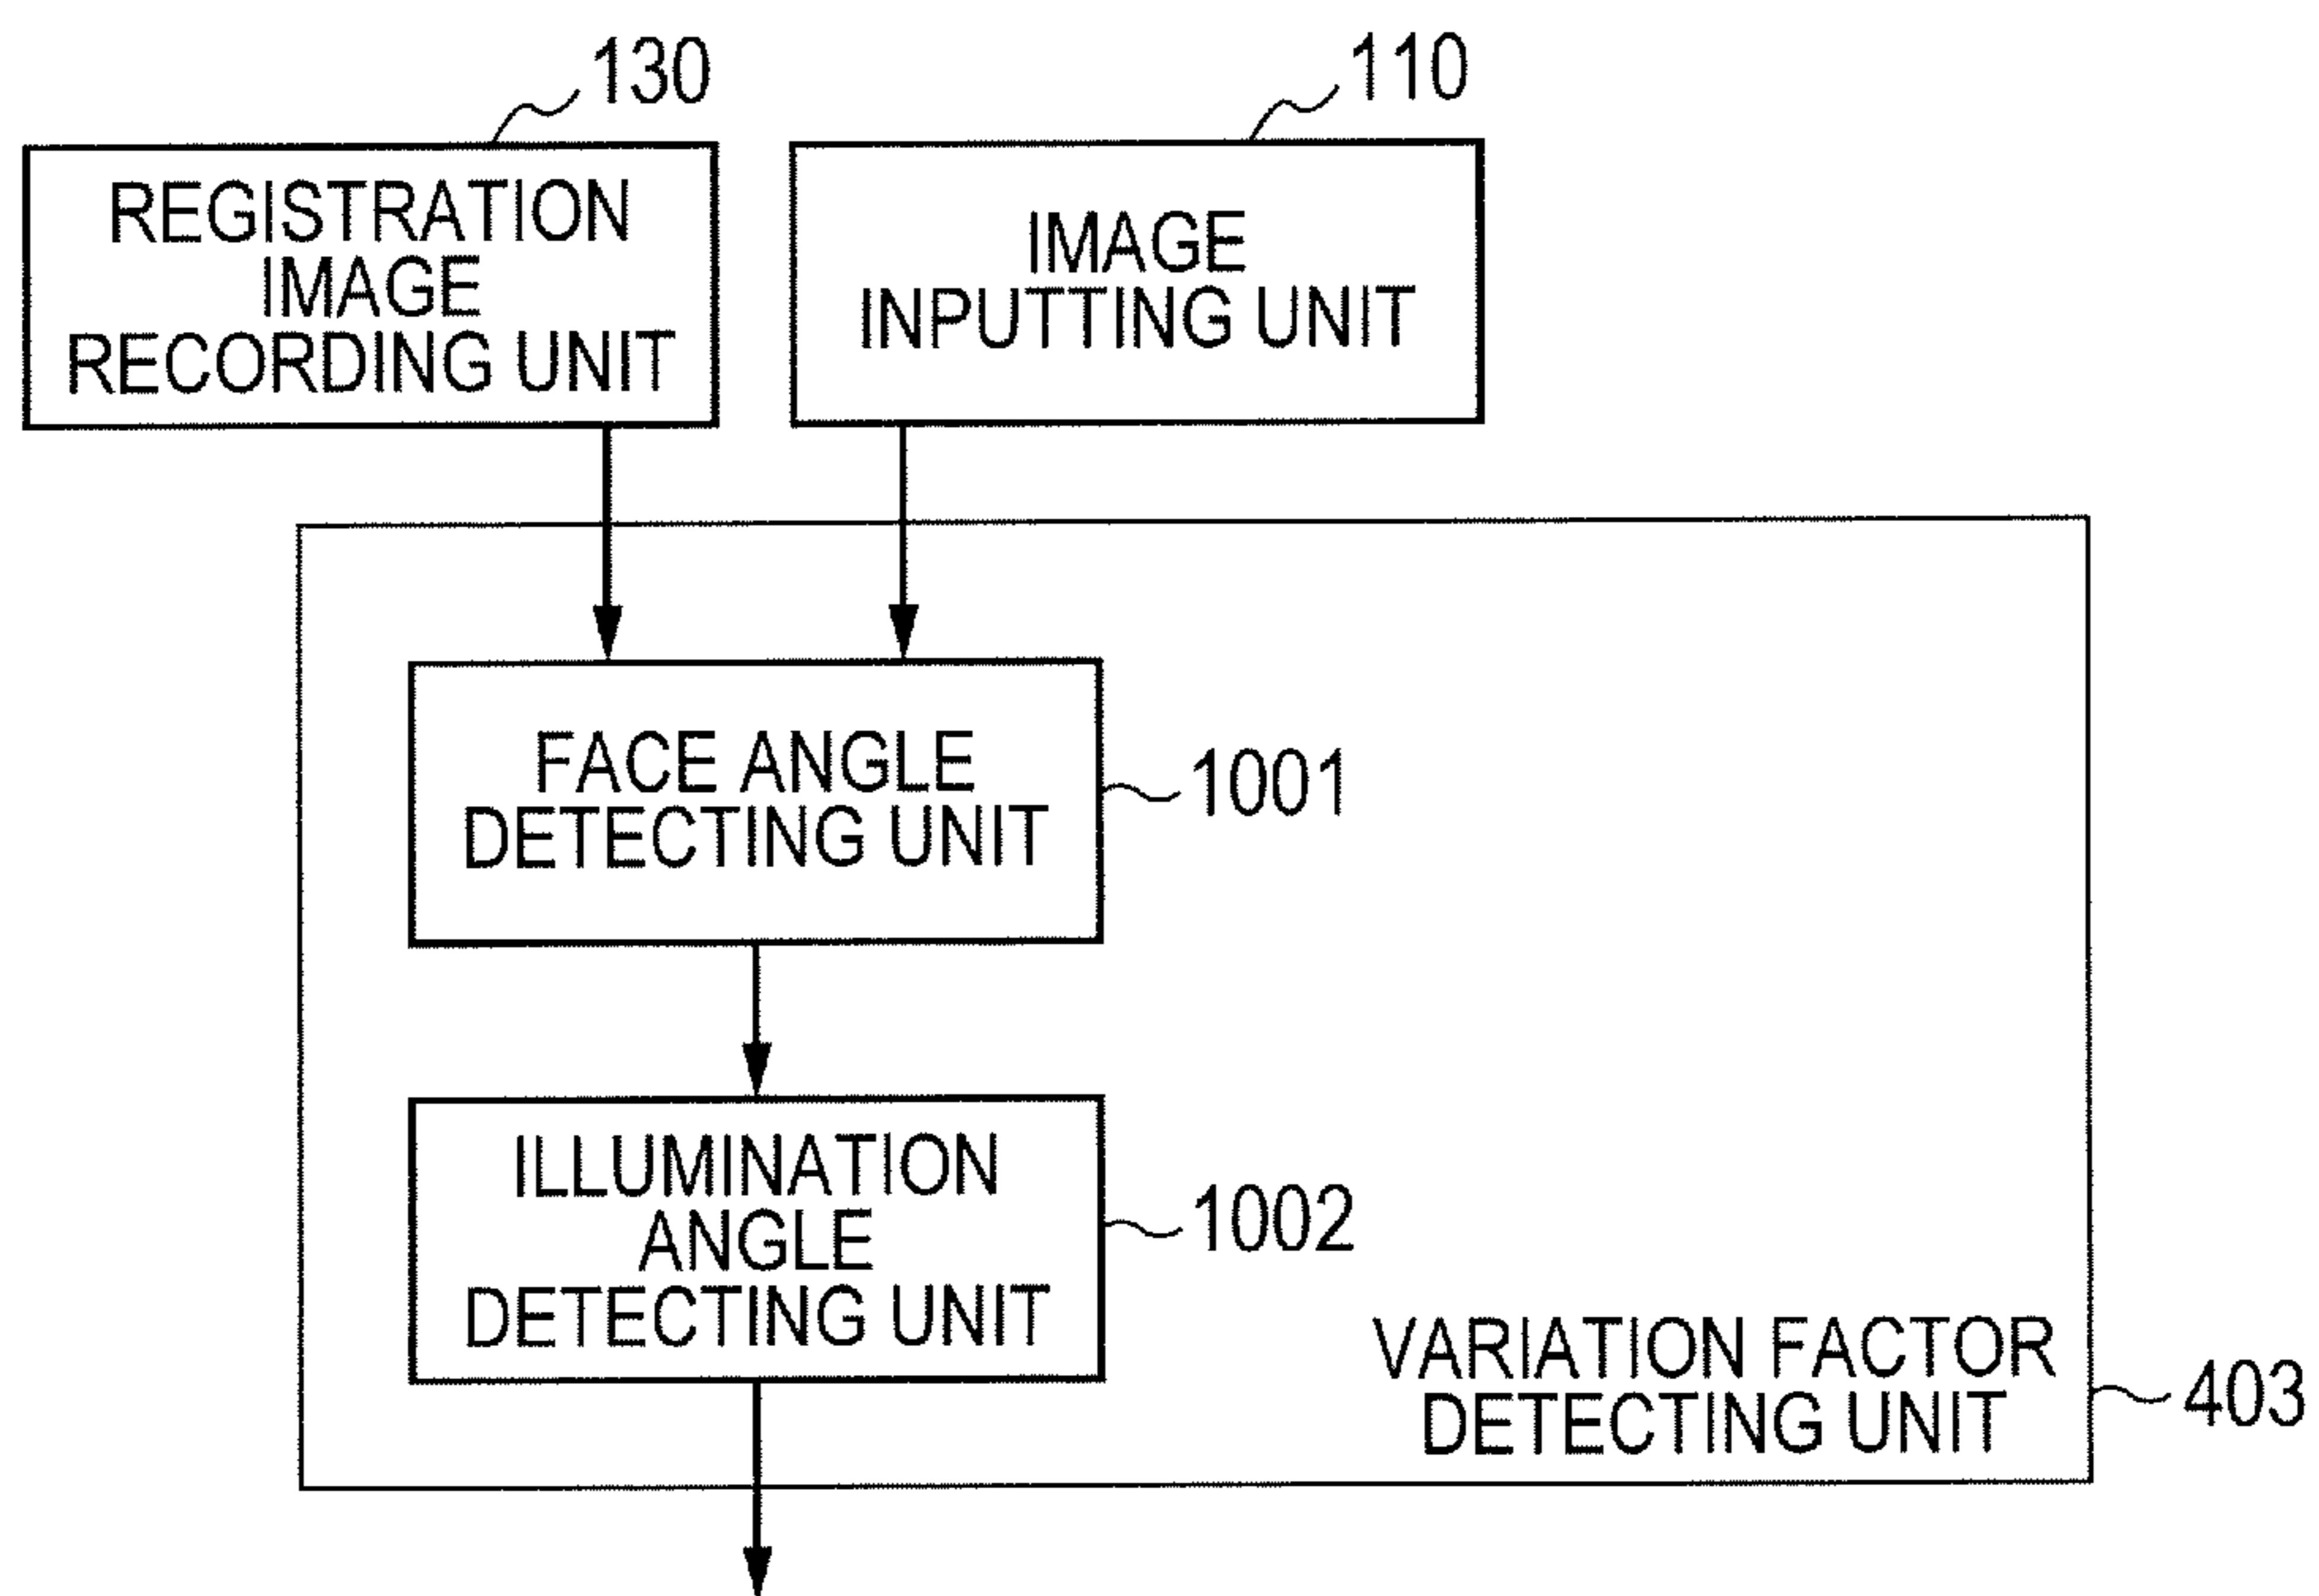 130
110
REGISTRATION
IMAGE
RECORDING UNIT
IMAGE
INPUTTING UNIT
FACE ANGLE
DETECTING UNIT
1001
ILLUMINATION
ANGLE
DETECTING UNIT
1002
VARIATION FACTOR
DETECTING UNIT
403